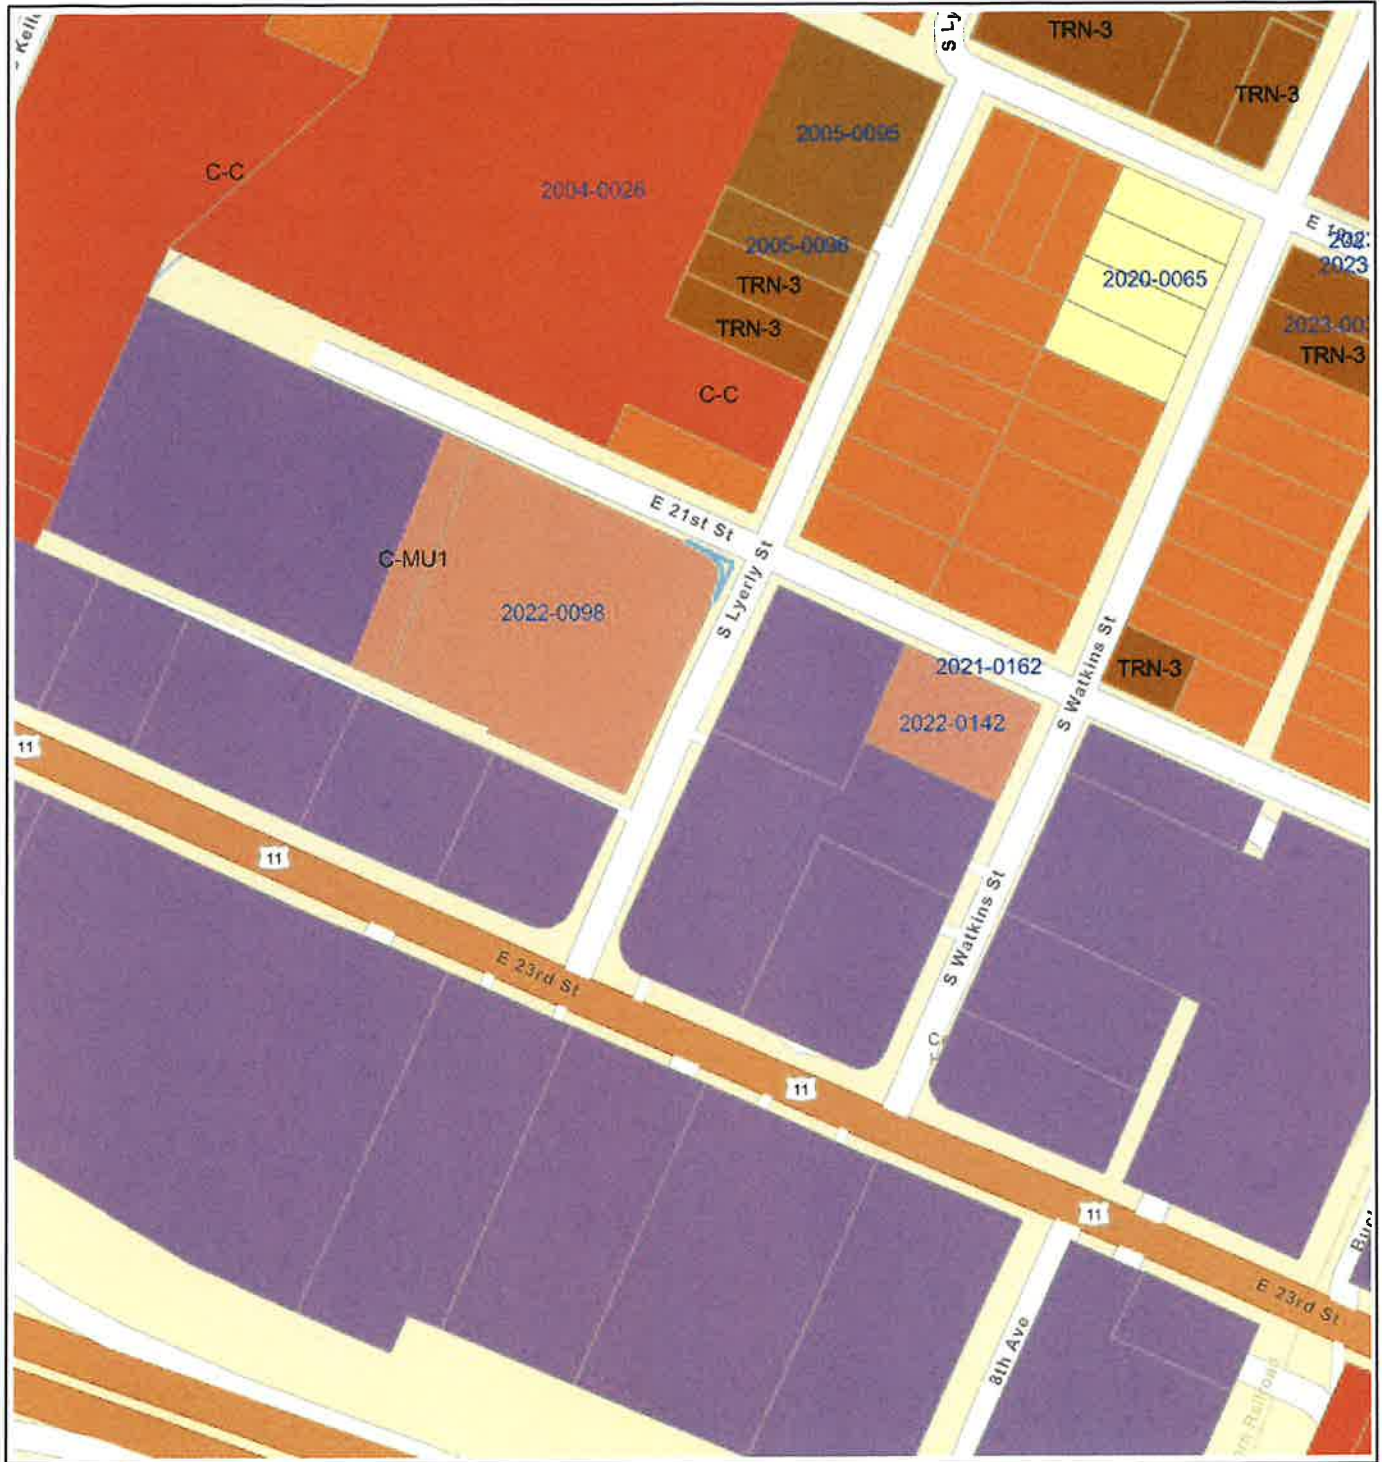 S Ly
TRN-3
TRN-3
2005-0095
C-C
2004-0026
2005-0096
TRN-3
TRN-3
2020-0065
2023
TRN-3
C-C
E 21st St
S Lyerly St
C-MU1
2022-0098
2021-0162
TRN-3
2022-0142
S Watkins St
11
11
S Watkins St
E 23rd St
11
11
E 23rd St
8th Ave